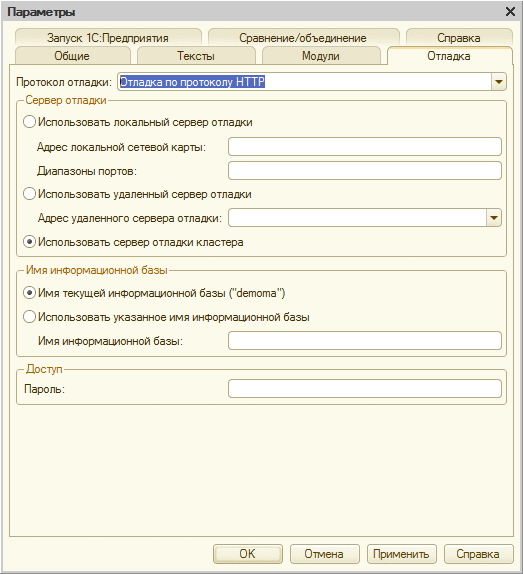 Параметры
Запуск 1С:Предприятия Сравнение/объединение Справка
Общие Тексты Модули Отладка
Протокол отладки: Отладка по протоколу HTTP
Сервер отладки
Использовать локальный сервер отладки
Адрес локальной сетевой карты:
Диапазоны портов:
Использовать удаленный сервер отладки
Адрес удаленного сервера отладки:
Использовать сервер отладки кластера
Имя информационной базы
Имя текущей информационной базы ("demoma")
Использовать указанное имя информационной базы
Имя информационной базы:
Доступ
Пароль:
OK Отмена Применить Справка